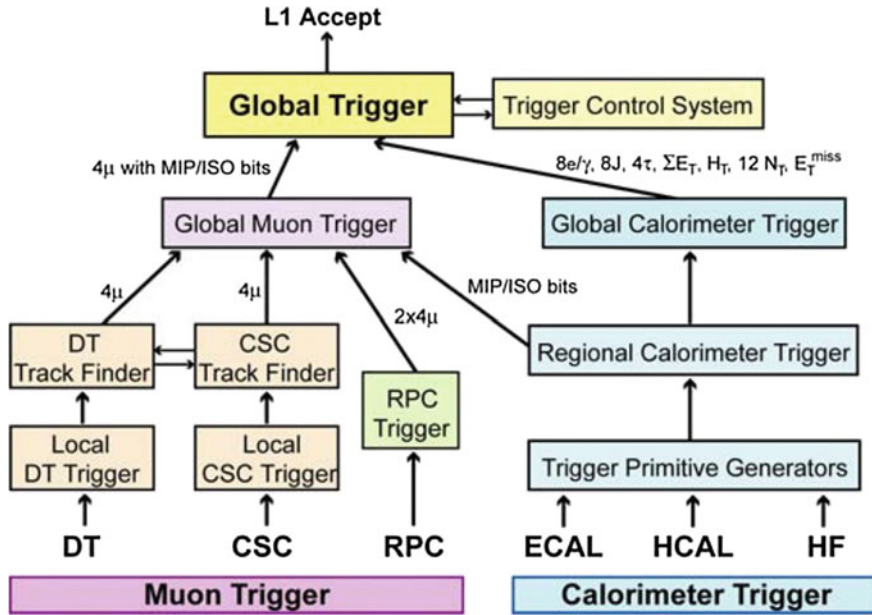 L1 Accept
Global Trigger
Trigger Control System
4μ with MIP/ISO bits
8e/γ, 8J, 4τ, ΣE_T, H_T, 12 N_T, E_T^miss
Global Muon Trigger
Global Calorimeter Trigger
4μ
4μ
2x4μ
MIP/ISO bits
DT
Track Finder
CSC
Track Finder
Regional Calorimeter Trigger
RPC
Trigger
Local
DT Trigger
Local
CSC Trigger
Trigger Primitive Generators
DT
CSC
RPC
ECAL
HCAL
HF
Muon Trigger
Calorimeter Trigger